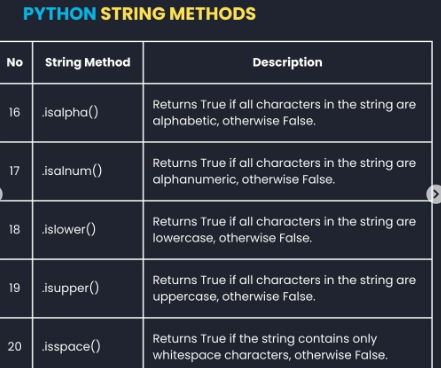 PYTHON STRING METHODS
No String Method Description
16 .isalpha() Returns True if all characters in the string are
alphabetic, otherwise False.
17 .isalnum() Returns True if all characters in the string are
alphanumeric, otherwise False.
18 .islower() Returns True if all characters in the string are
lowercase, otherwise False.
19 .isupper() Returns True if all characters in the string are
uppercase, otherwise False.
20 .isspace() Returns True if the string contains only
whitespace characters, otherwise False.